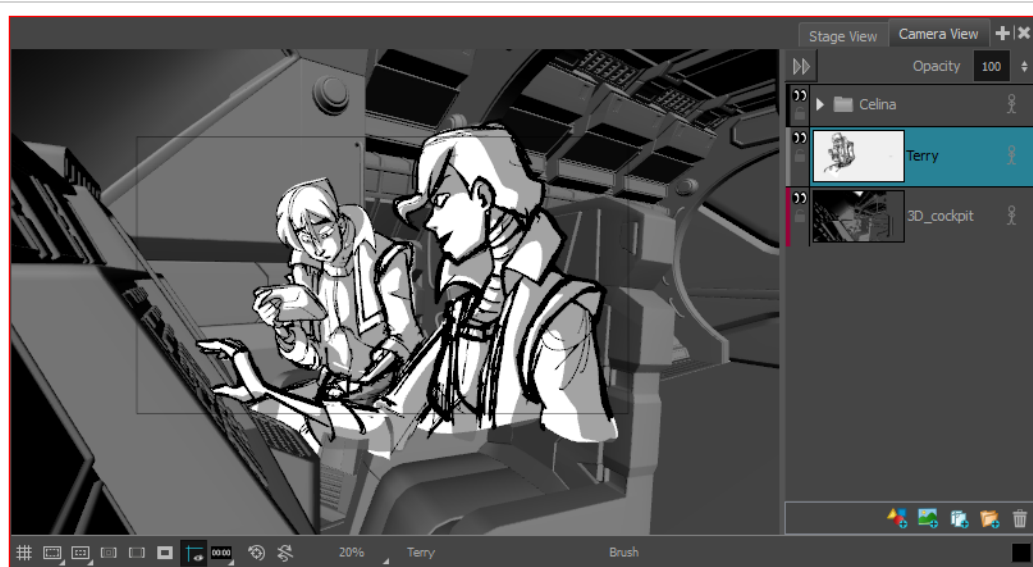 Stage View
Camera View
Opacity 100
Celina
Terry
3D_cockpit
00:00
20% Terry Brush